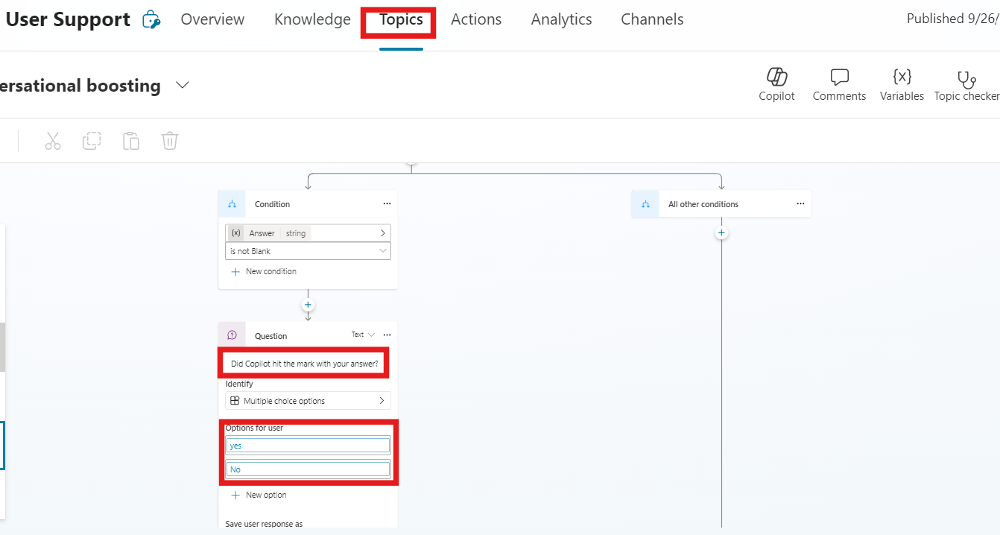 User Support Overview Knowledge Topics Actions Analytics Channels Published 9/26/
ersational boosting
Copilot Comments {x} Variables Topic checker
Condition ...
All other conditions ...
{x} Answer string
is not Blank
+ New condition
+
+
Question Text ...
Did Copilot hit the mark with your answer?
Identify
Multiple choice options
Options for user
yes
No
+ New option
Save user response as